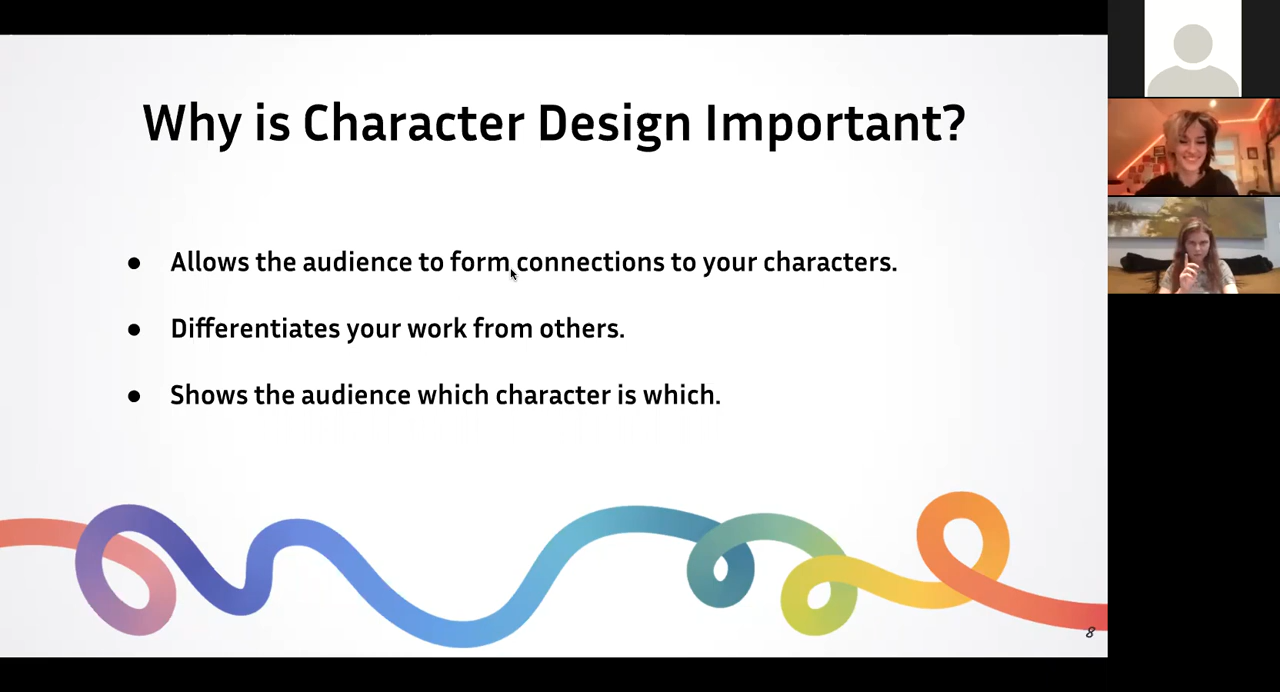 Why is Character Design Important?
● Allows the audience to form connections to your characters.
● Differentiates your work from others.
● Shows the audience which character is which.
8